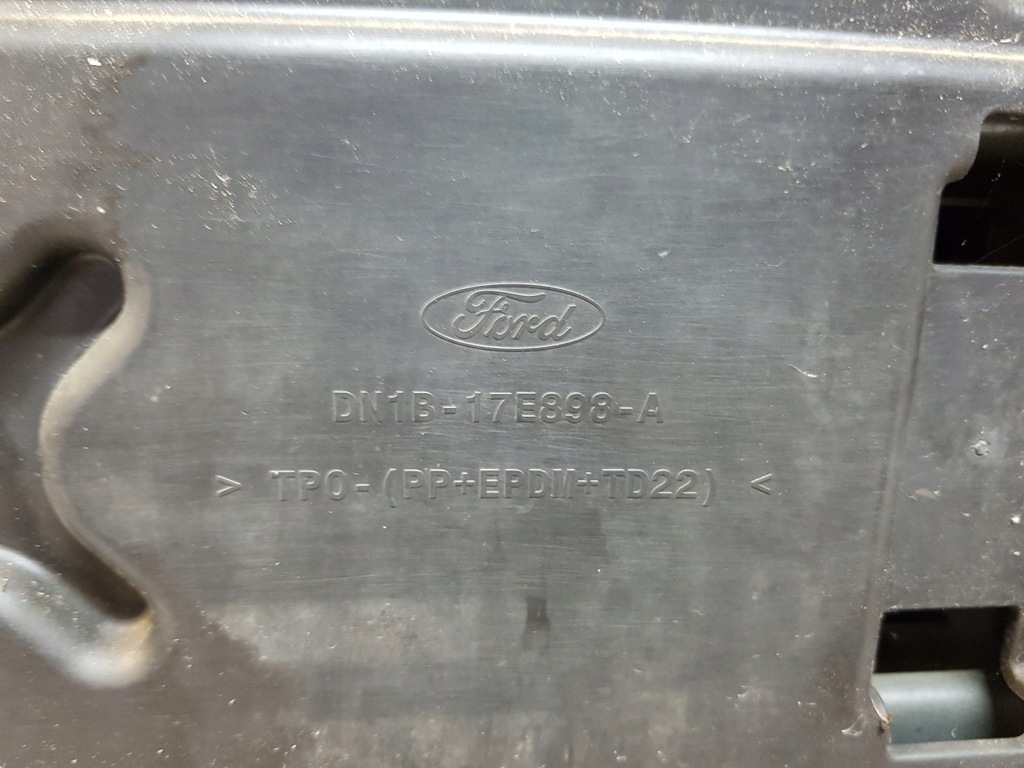 Ford
DN1B-17E898-A
> TPO-(PP+EPDM+TD22) <